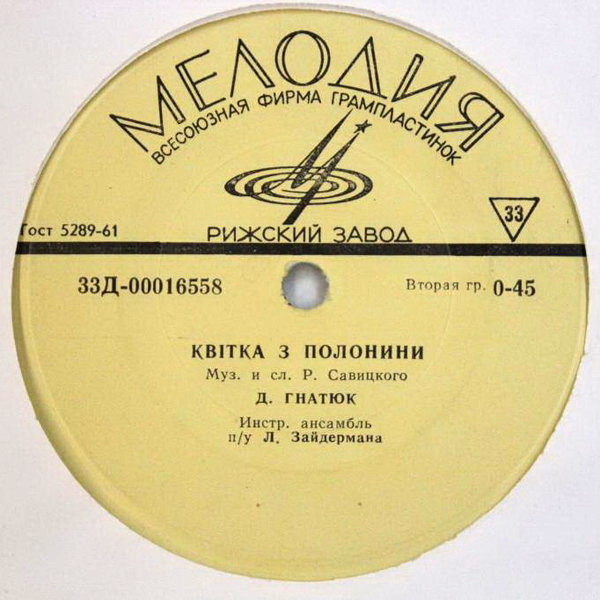 МЕЛОДИЯ
ВСЕСОЮЗНАЯ ФИРМА ГРАМПЛАСТИНОК
Гост 5289-61
РИЖСКИЙ ЗАВОД
33
33Д-00016558
Вторая гр. 0-45
КВІТКА З ПОЛОНИНИ
Муз. и сл. Р. Савицкого
Д. ГНАТЮК
Инстр. ансамбль
п/у Л. Зайдермана